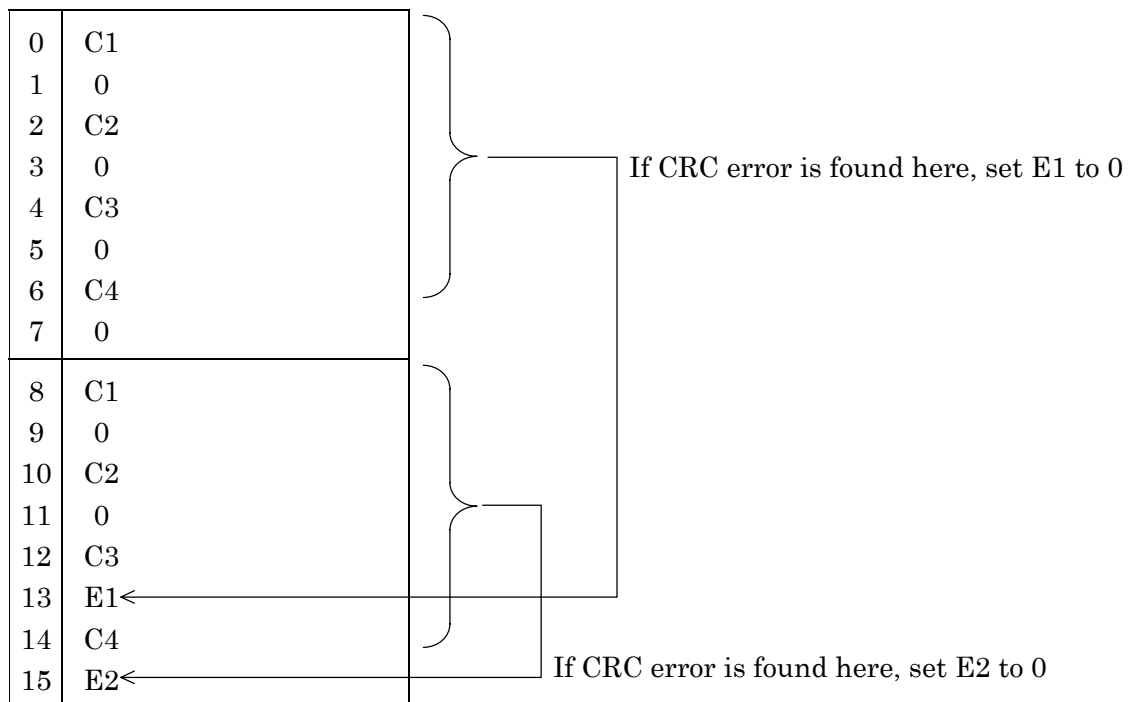 0 C1
1 0
2 C2
3 0
4 C3
5 0
6 C4
7 0
If CRC error is found here, set E1 to 0
8 C1
9 0
10 C2
11 0
12 C3
13 E1
14 C4
15 E2
If CRC error is found here, set E2 to 0